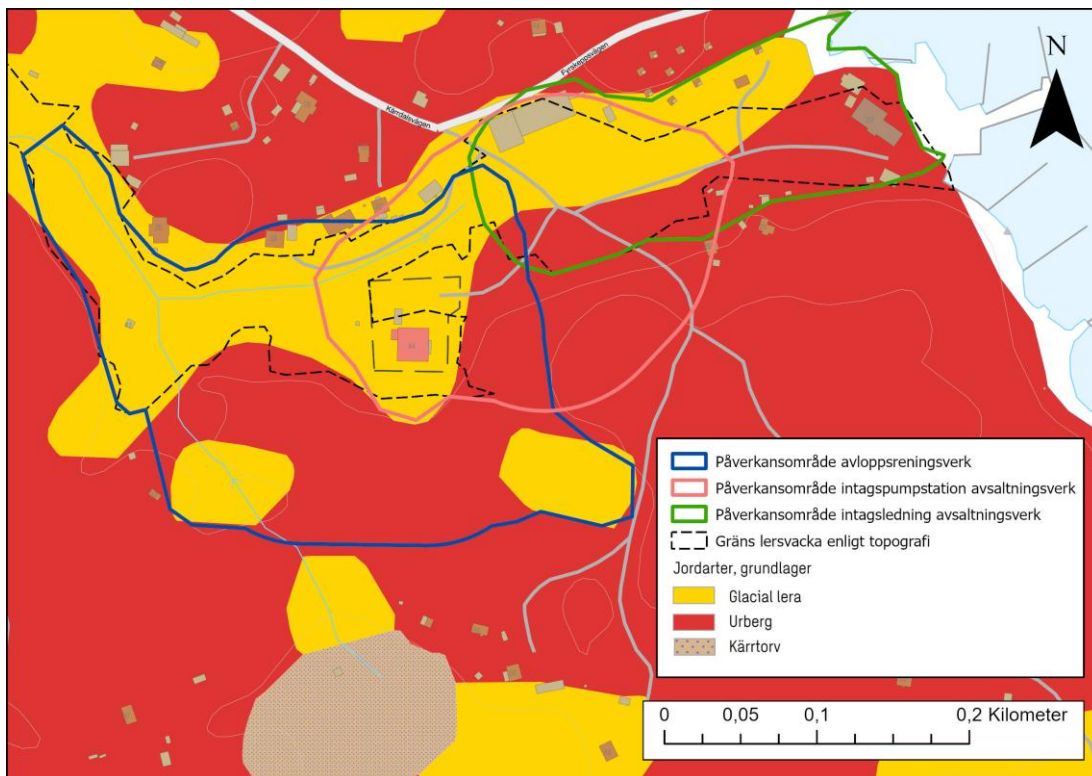 Fyrskeppsvägen
Kärrdalsvägen
N
Påverkansområde avloppsreningsverk
Påverkansområde intagspumpstation avsaltningsverk
Påverkansområde intagsledning avsaltningsverk
Gräns lersvacka enligt topografi
Jordarter, grundlager
Glacial lera
Urberg
Kärrtorv
0 0,05 0,1 0,2 Kilometer